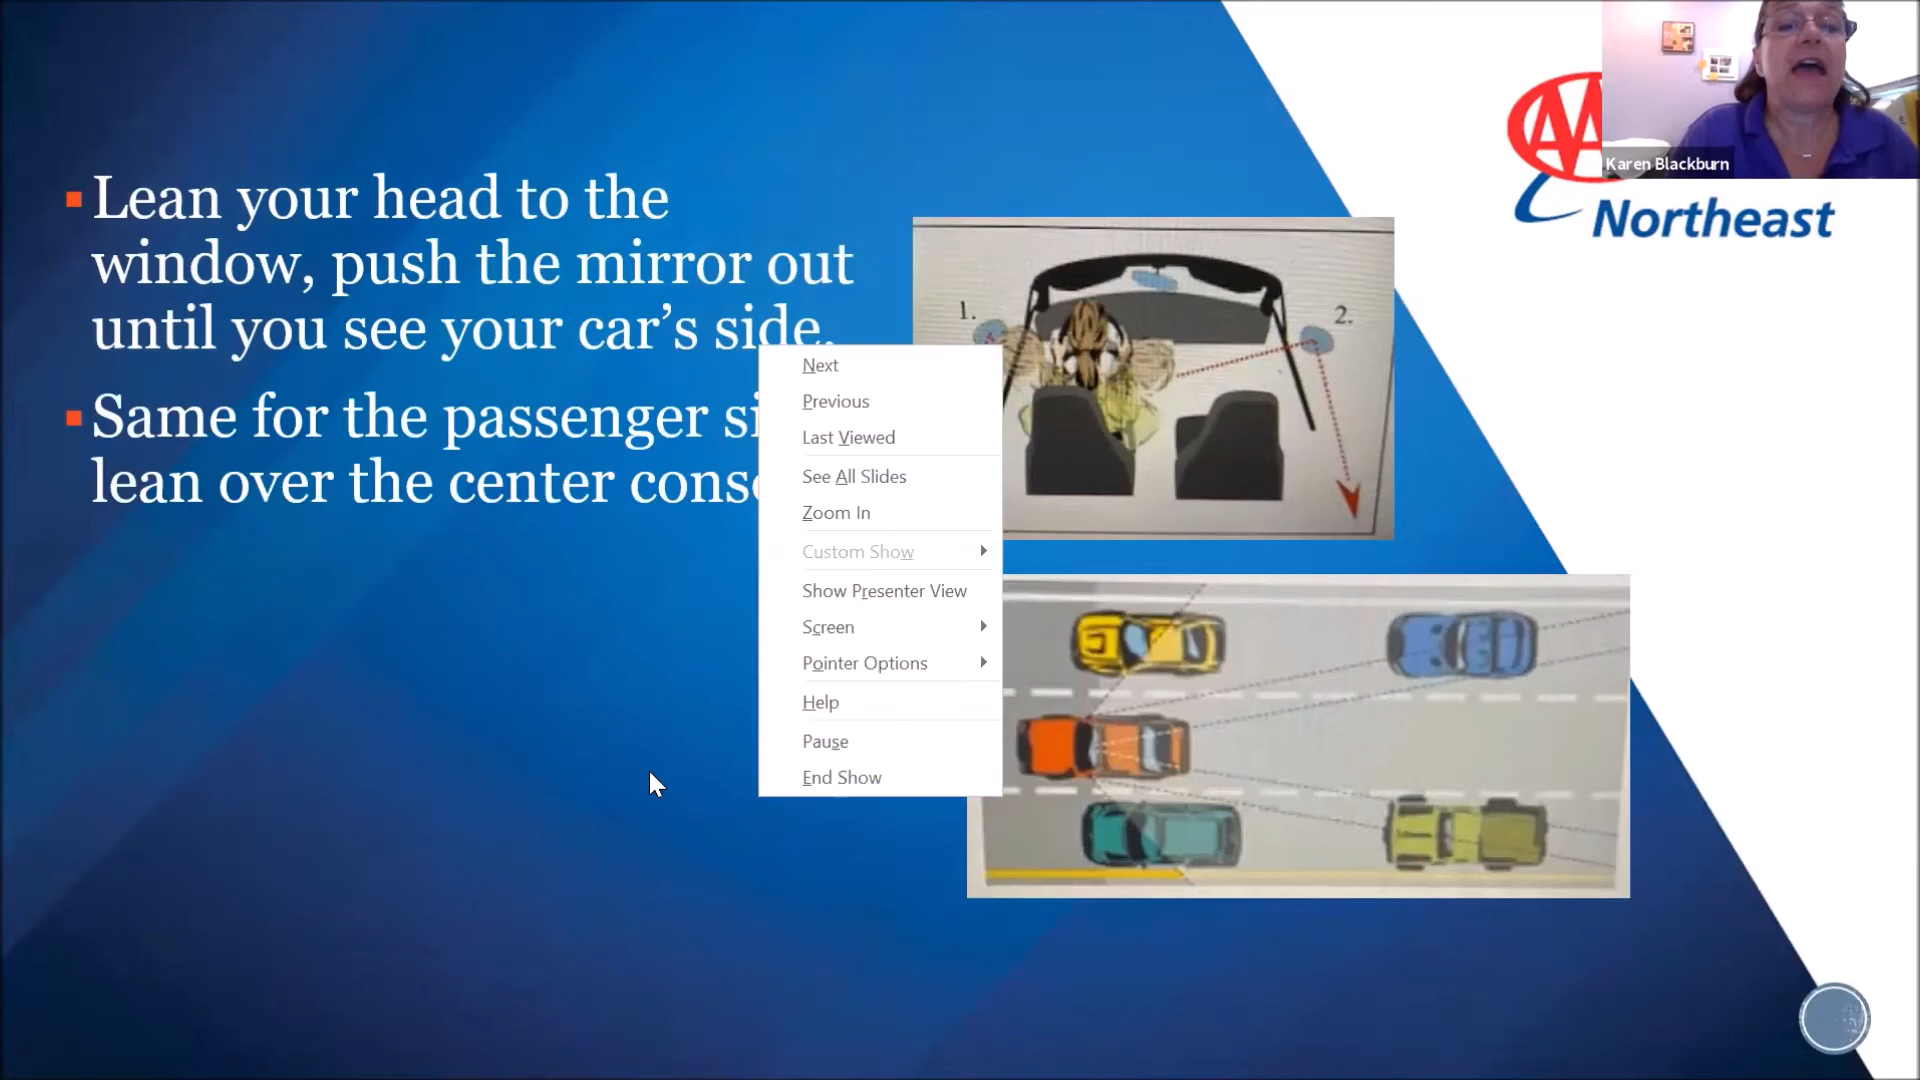 Lean your head to the
window, push the mirror out
until you see your car's side.
Same for the passenger si
lean over the center conso
Next
Previous
Last Viewed
See All Slides
Zoom In
Custom Show
Show Presenter View
Screen
Pointer Options
Help
Pause
End Show
1.
2.
AA
Northeast
Karen Blackburn